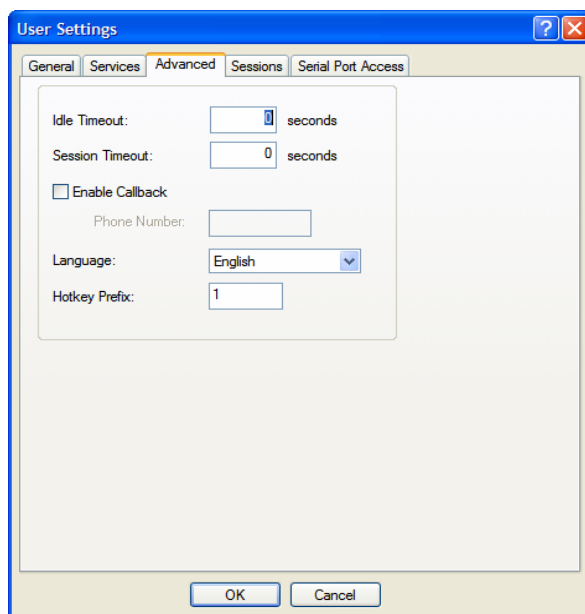 User Settings
General Services Advanced Sessions Serial Port Access
Idle Timeout: 0 seconds
Session Timeout: 0 seconds
Enable Callback
Phone Number:
Language: English
Hotkey Prefix: 1
OK Cancel